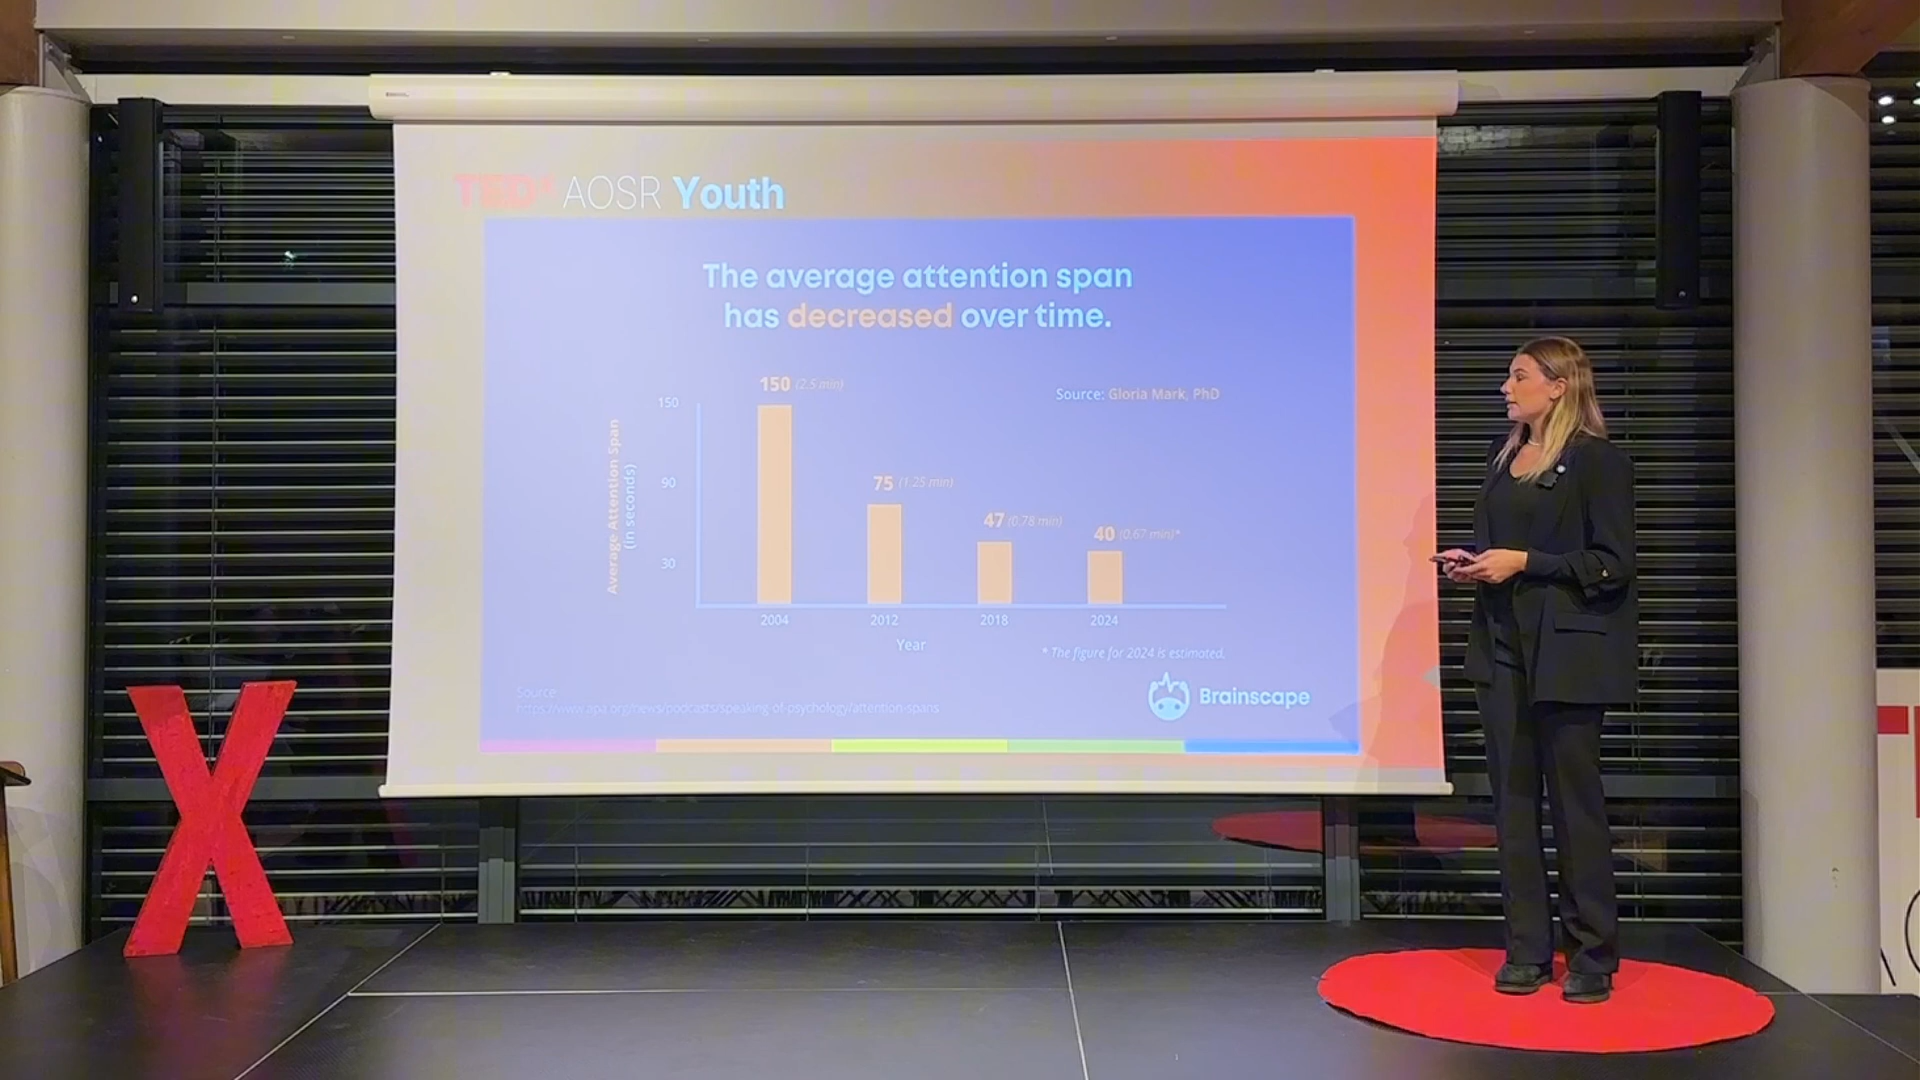 TEDx AOSR Youth
The average attention span
has decreased over time.
Source: Gloria Mark, PhD
Average Attention Span
(in seconds)
150
90
30
150 (2.5 min)
75 (1.25 min)
47 (0.78 min)
40 (0.67 min)*
2004 2012 2018 2024
Year
* The figure for 2024 is estimated.
Source
https://www.apa.org/news/podcasts/speaking-of-psychology/attention-spans
Brainscape
X